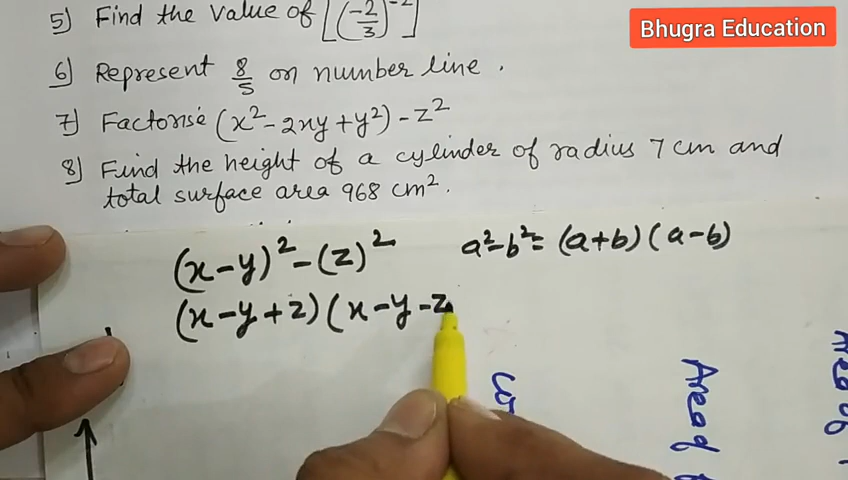 Bhugra Education
5) Find the value of [(-2/3)^-2]
6) Represent 8/5 on number line.
7) Factorise (x² - 2xy + y²) - z²
8) Find the height of a cylinder of radius 7 cm and
total surface area 968 cm².
(x-y)² - (z)² a²-b² = (a+b)(a-b)
(x-y+z)(x-y-z
Area of
Area of